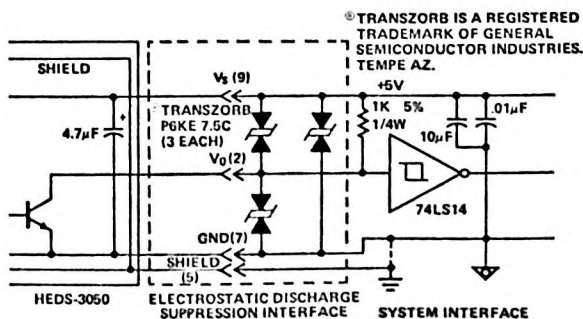 ® TRANSZORB IS A REGISTERED
TRADEMARK OF GENERAL
SEMICONDUCTOR INDUSTRIES.
TEMPE AZ.
SHIELD
VS (9)
+5V
TRANSZORB
P6KE 7.5C
(3 EACH)
4.7μF
1K 5%
1/4W
10μF
.01μF
VO(2)
74LS14
GND(7)
SHIELD
(5)
HEDS-3050
ELECTROSTATIC DISCHARGE
SUPPRESSION INTERFACE
SYSTEM INTERFACE